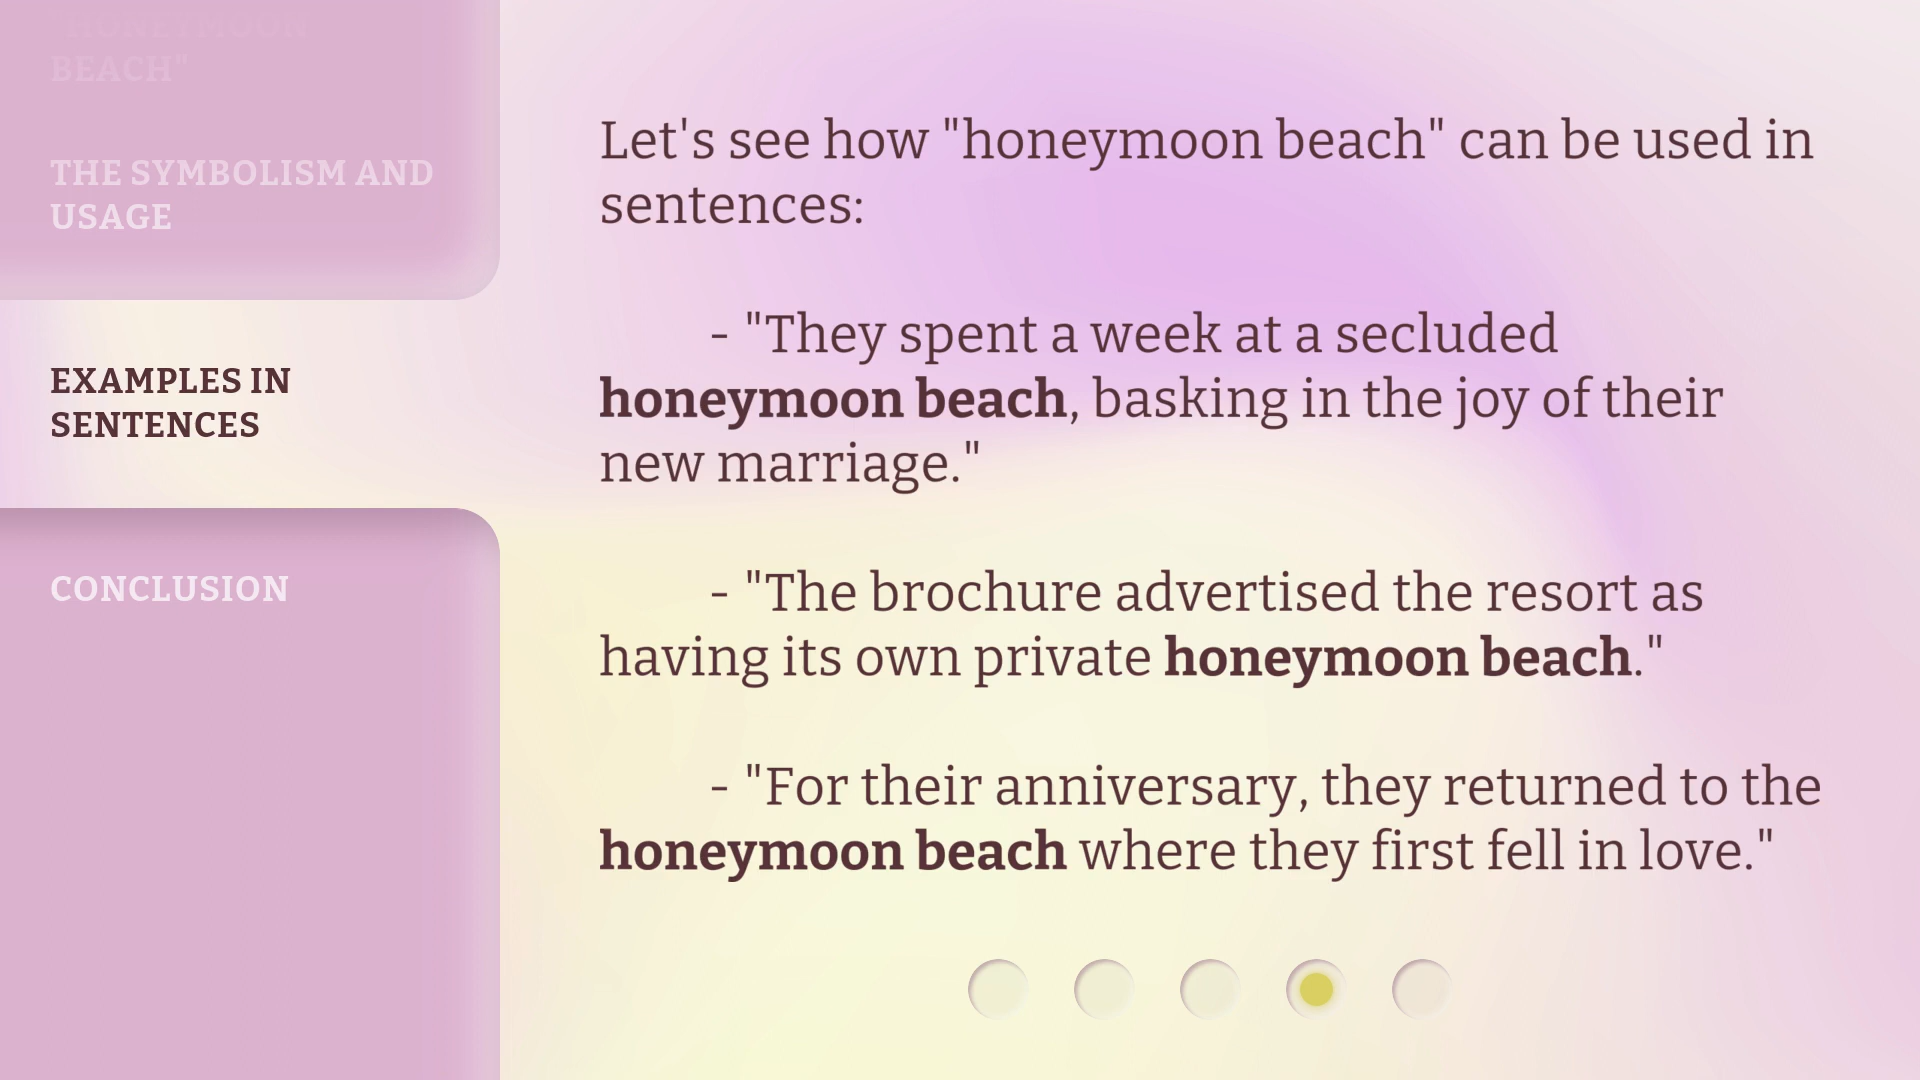 "HONEYMOON
BEACH"
THE SYMBOLISM AND
USAGE
EXAMPLES IN
SENTENCES
CONCLUSION
Let's see how "honeymoon beach" can be used in
sentences:
- "They spent a week at a secluded
honeymoon beach, basking in the joy of their
new marriage."
- "The brochure advertised the resort as
having its own private honeymoon beach."
- "For their anniversary, they returned to the
honeymoon beach where they first fell in love."